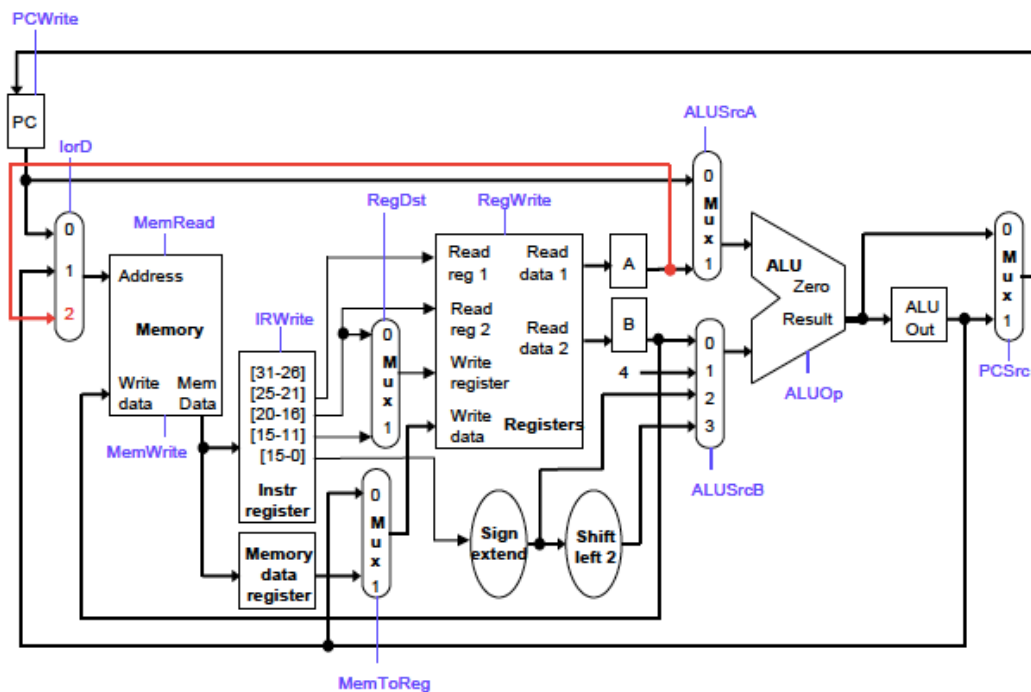 PCWrite
PC
IorD
0
1
2
MemRead
Address
Memory
Write
data
Mem
Data
MemWrite
IRWrite
[31-26]
[25-21]
[20-16]
[15-11]
[15-0]
Instr
register
Memory
data
register
RegDst
0
M
u
x
1
0
M
u
x
1
MemToReg
RegWrite
Read
reg 1
Read
data 1
Read
reg 2
Read
data 2
Write
register
Write
data
Registers
Sign
extend
Shift
left 2
A
B
4
ALUSrcA
0
M
u
x
1
0
1
2
3
ALUSrcB
ALU
Zero
Result
ALUOp
ALU
Out
0
M
u
x
1
PCSrc